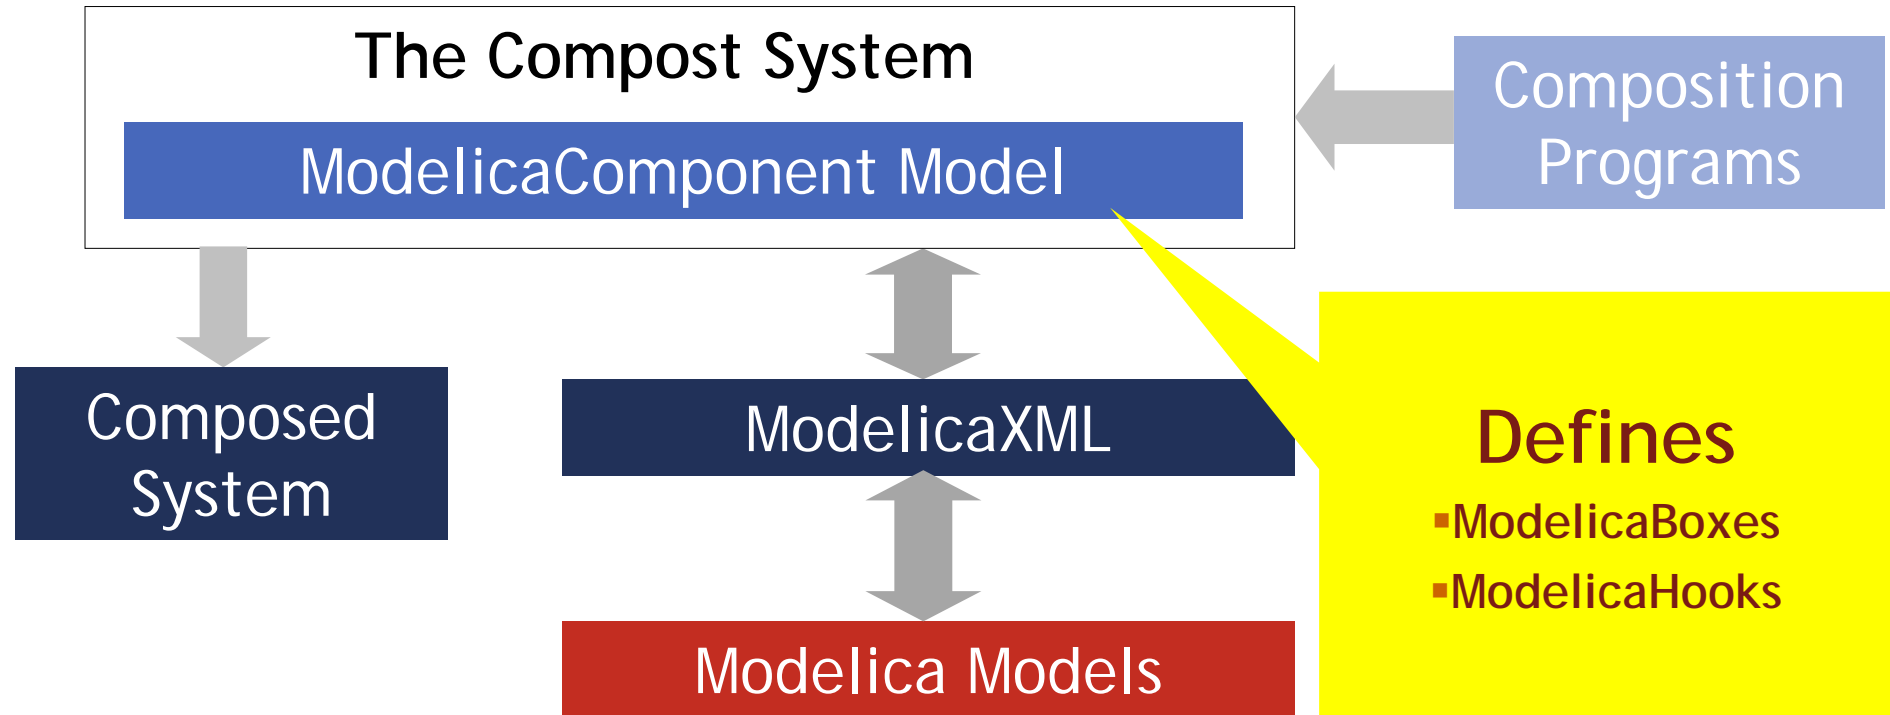 The Compost System
ModelicaComponent Model
Composition
Programs
Composed
System
ModelicaXML
Modelica Models
Defines
▪ModelicaBoxes
▪ModelicaHooks